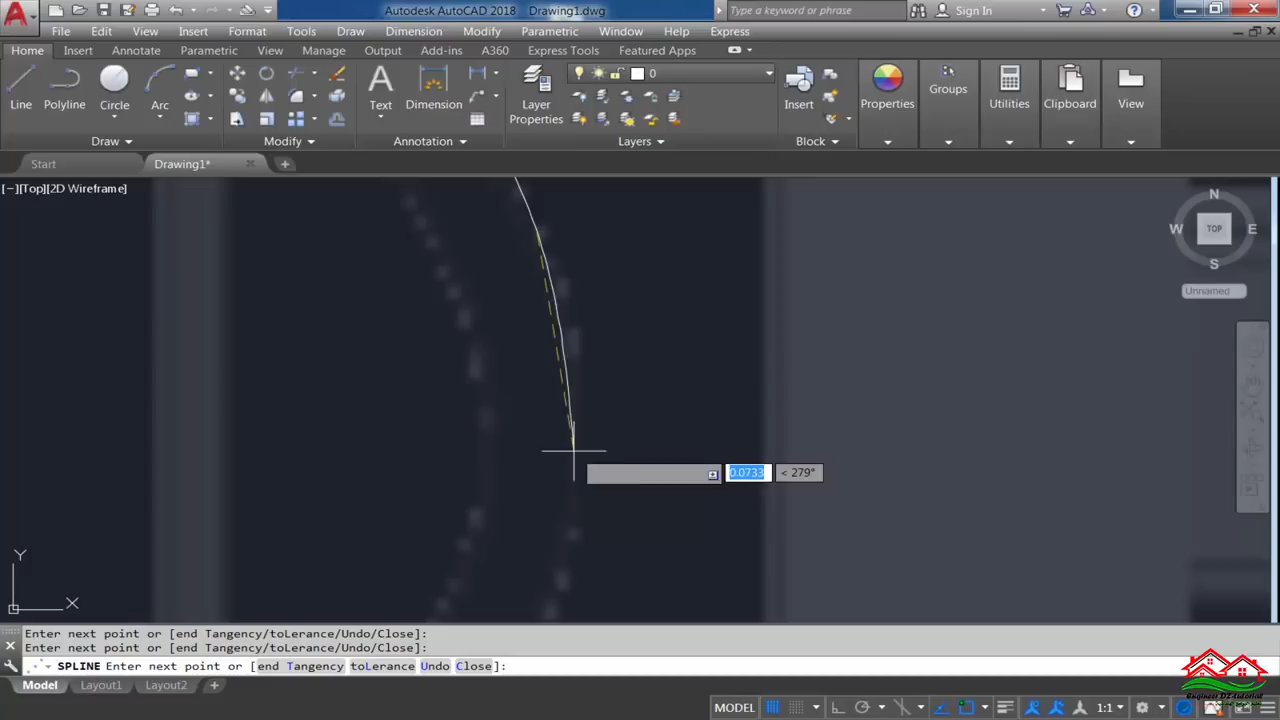 Autodesk AutoCAD 2018 Drawing1.dwg
Type a keyword or phrase
Sign In
File Edit View Insert Format Tools Draw Dimension Modify Parametric Window Help Express
Home Insert Annotate Parametric View Manage Output Add-ins A360 Express Tools Featured Apps
0
Line Polyline Circle Arc Text Dimension Layer Properties Insert Properties Groups Utilities Clipboard View
Draw Modify Annotation Layers Block
Start Drawing1*
[−][Top][2D Wireframe]
N
W TOP E
S
Unnamed
0.0733 < 279°
Y
X
Enter next point or [end Tangency/toLerance/Undo/Close]:
Enter next point or [end Tangency/toLerance/Undo/Close]:
SPLINE Enter next point or [end Tangency toLerance Undo Close]:
Model Layout1 Layout2
MODEL 1:1
Engineer DZ-tutorial